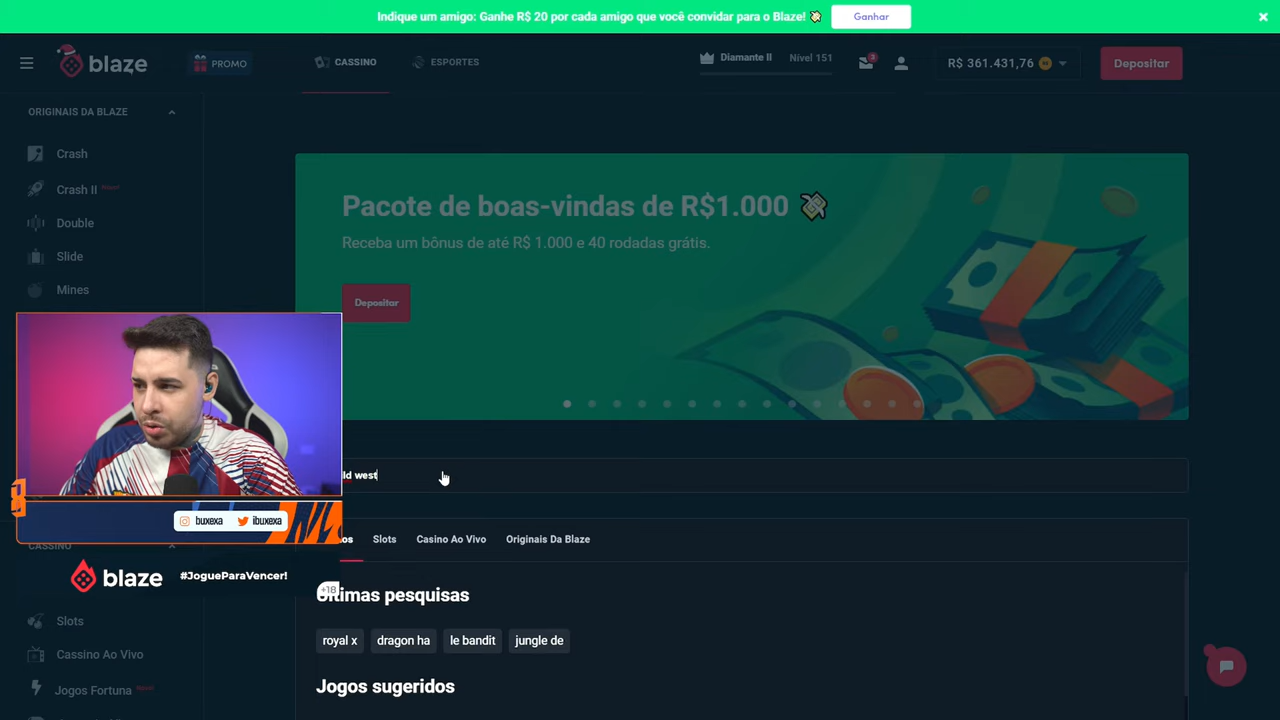 Indique um amigo: Ganhe R$ 20 por cada amigo que você convidar para o Blaze!
Ganhar
blaze
PROMO
CASSINO
ESPORTES
Diamante II
Nível 151
3
R$ 361.431,76
Depositar
ORIGINAIS DA BLAZE
Crash
Crash II
Double
Slide
Mines
Pacote de boas-vindas de R$1.000
Receba um bônus de até R$ 1.000 e 40 rodadas grátis.
Depositar
ld west
buxexa
ibuxexa
CASSINO
Slots
Casino Ao Vivo
Originais Da Blaze
blaze
#JogueParaVencer!
+18
Últimas pesquisas
royal x
dragon ha
le bandit
jungle de
Jogos sugeridos
Slots
Cassino Ao Vivo
Jogos Fortuna